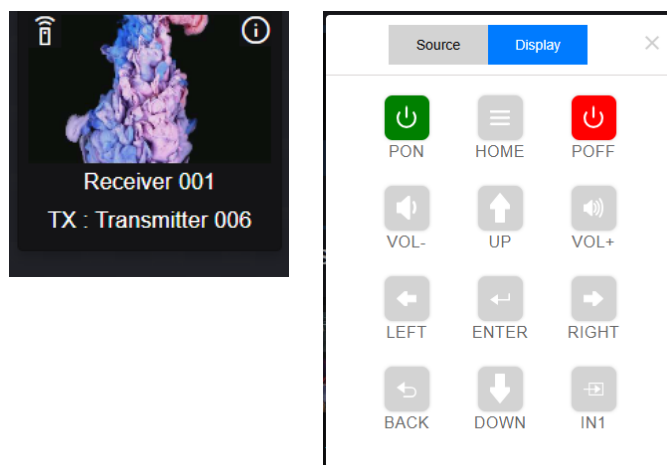 Receiver 001
TX : Transmitter 006
Source
Display
PON
HOME
POFF
VOL-
UP
VOL+
LEFT
ENTER
RIGHT
BACK
DOWN
IN1